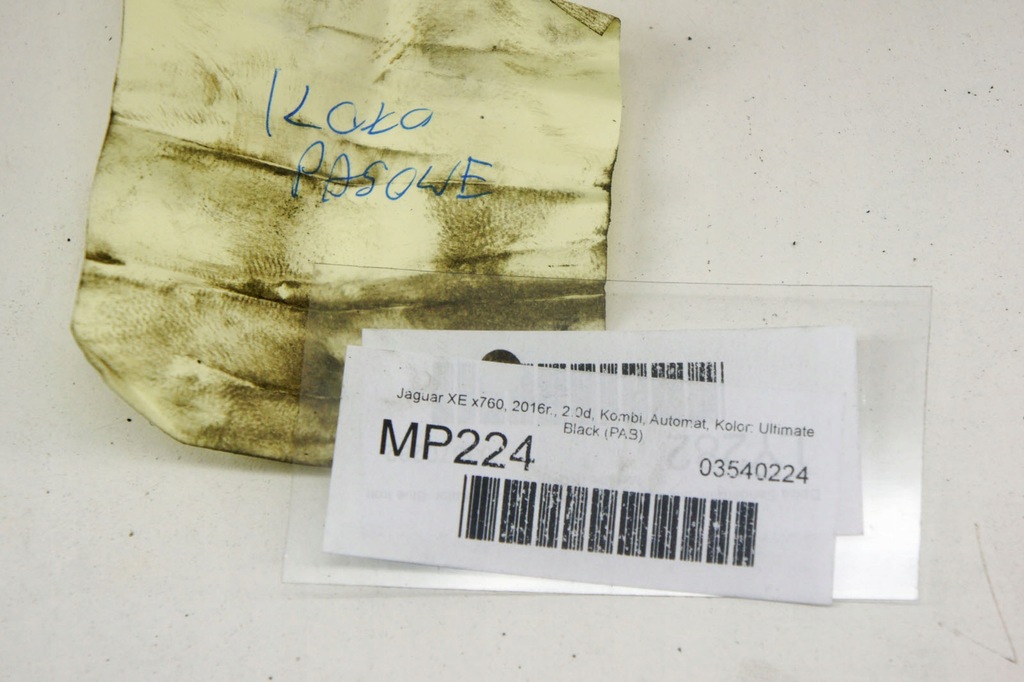 Koło
PASOWE
Jaguar XE x760, 2016r., 2.0d, Kombi, Automat, Kolor: Ultimate
Black (PAB)
MP224
03540224